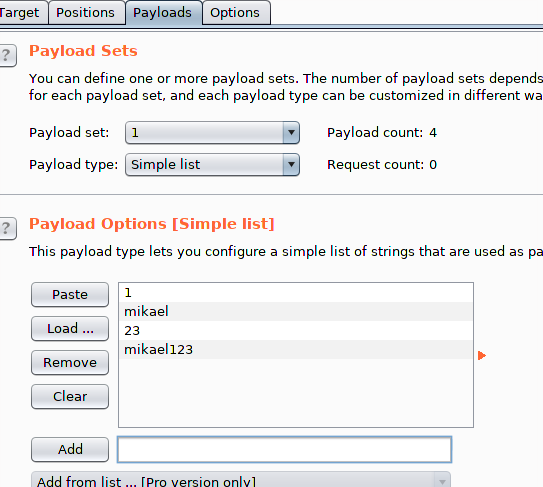 Target Positions Payloads Options
? Payload Sets
You can define one or more payload sets. The number of payload sets depends
for each payload set, and each payload type can be customized in different wa
Payload set: 1 Payload count: 4
Payload type: Simple list Request count: 0
? Payload Options [Simple list]
This payload type lets you configure a simple list of strings that are used as pa
Paste
1
mikael
Load ...
23
mikael123
Remove
Clear
Add
Add from list ... [Pro version only]